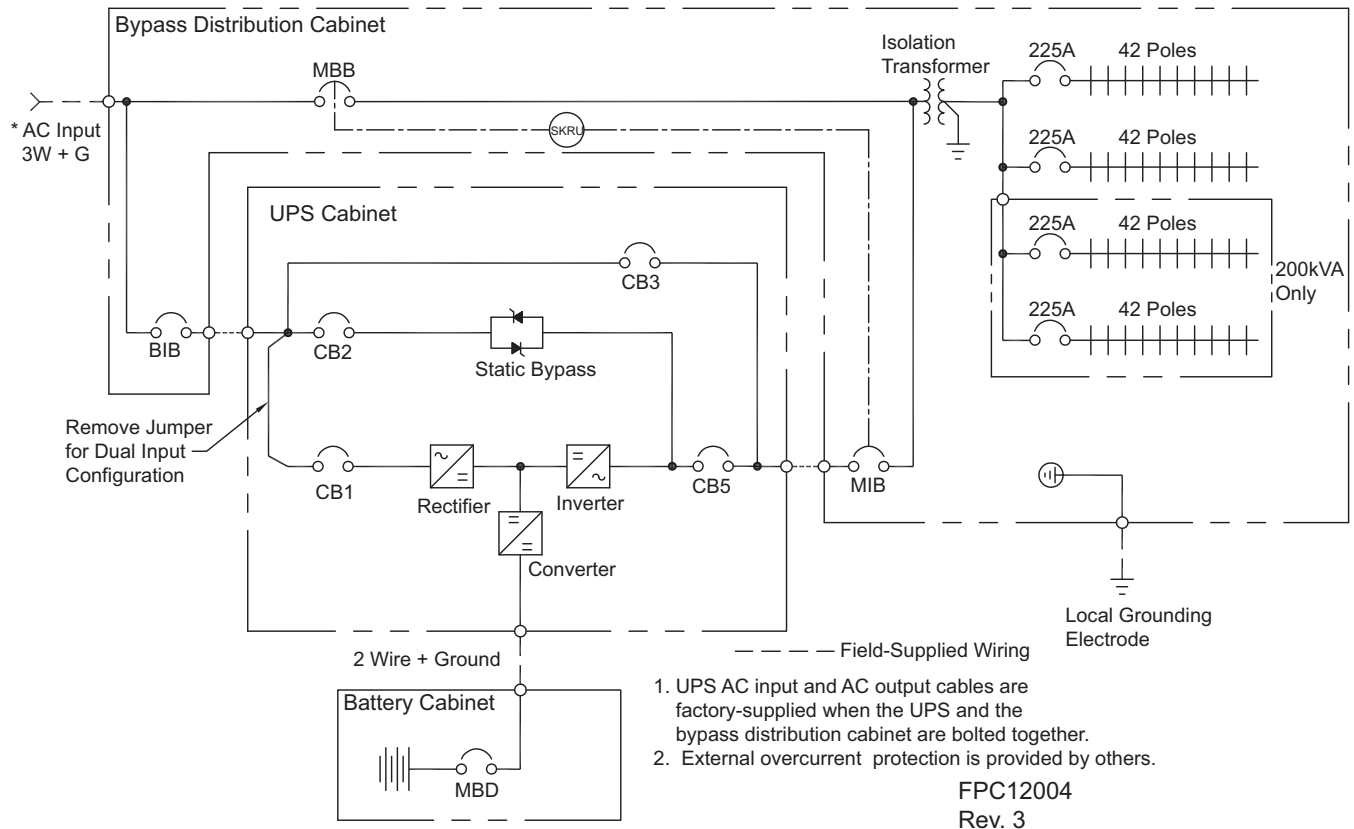 Bypass Distribution Cabinet
MBB
Isolation
Transformer
225A
42 Poles
* AC Input
3W + G
SKRU
225A
42 Poles
UPS Cabinet
225A
42 Poles
200kVA
Only
CB3
225A
42 Poles
BIB
CB2
Static Bypass
Remove Jumper
for Dual Input
Configuration
CB1
Rectifier
Inverter
CB5
MIB
Converter
Local Grounding
Electrode
2 Wire + Ground
Field-Supplied Wiring
Battery Cabinet
MBD
1. UPS AC input and AC output cables are
factory-supplied when the UPS and the
bypass distribution cabinet are bolted together.
2. External overcurrent protection is provided by others.
FPC12004
Rev. 3